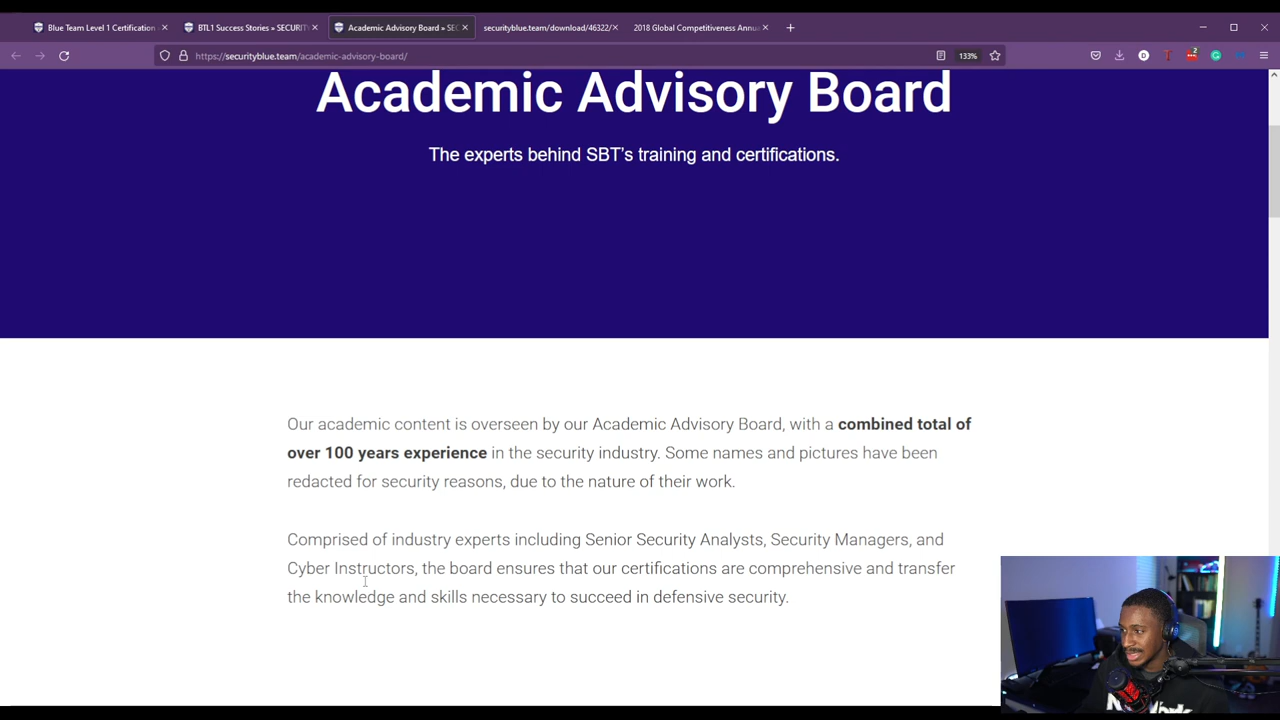 Blue Team Level 1 Certification
BTL1 Success Stories » SECURITY
Academic Advisory Board » SEC
securityblue.team/download/46322/
2018 Global Competitiveness Annua
https://securityblue.team/academic-advisory-board/
133%
Academic Advisory Board
The experts behind SBT's training and certifications.
Our academic content is overseen by our Academic Advisory Board, with a combined total of
over 100 years experience in the security industry. Some names and pictures have been
redacted for security reasons, due to the nature of their work.
Comprised of industry experts including Senior Security Analysts, Security Managers, and
Cyber Instructors, the board ensures that our certifications are comprehensive and transfer
the knowledge and skills necessary to succeed in defensive security.